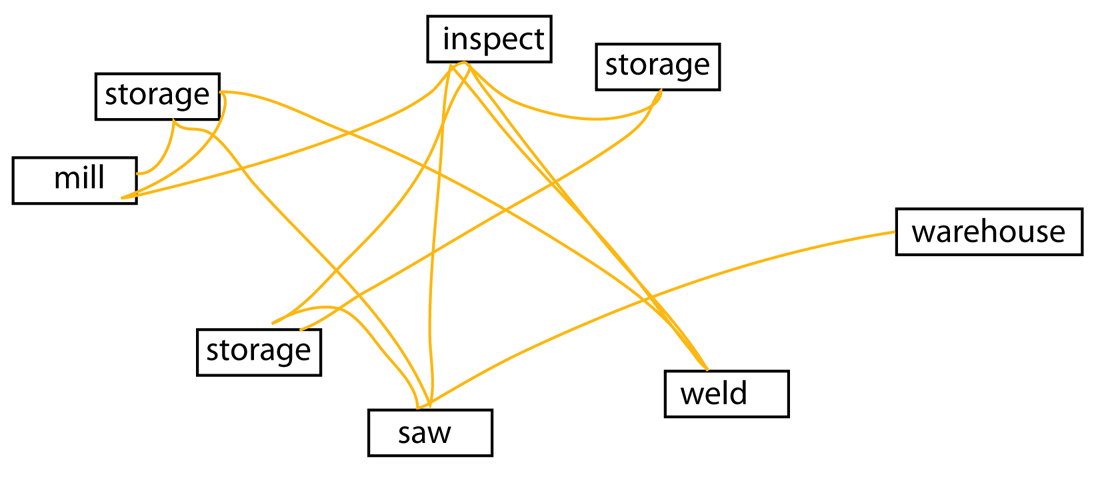 inspect
storage
storage
mill
warehouse
storage
weld
saw